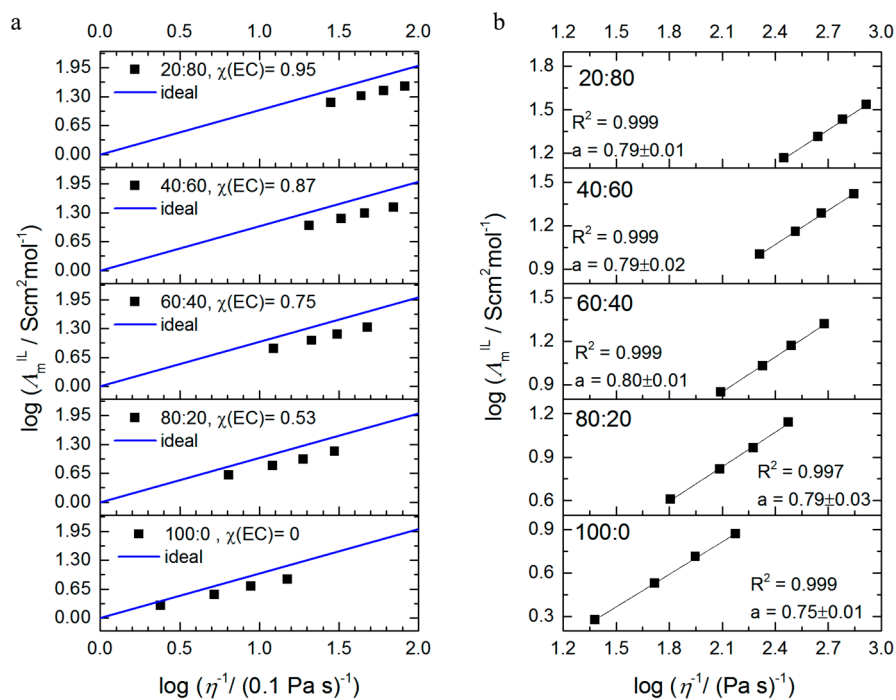 a
log (Λₘᴵᴸ / Scm²mol⁻¹)
1.95
1.30
0.65
0.00
20:80, χ(EC)= 0.95
ideal
1.95
1.30
0.65
0.00
40:60, χ(EC)= 0.87
ideal
1.95
1.30
0.65
0.00
60:40, χ(EC)= 0.75
ideal
1.95
1.30
0.65
0.00
80:20, χ(EC)= 0.53
ideal
1.95
1.30
0.65
0.00
100:0 , χ(EC)= 0
ideal
0.0 0.5 1.0 1.5 2.0
0.0 0.5 1.0 1.5 2.0
log (η⁻¹/ (0.1 Pa s)⁻¹)
b
1.2 1.5 1.8 2.1 2.4 2.7 3.0
log (Λₘᴵᴸ / Scm²mol⁻¹)
1.8
1.5
1.2
20:80
R² = 0.999
a = 0.79±0.01
1.5
1.2
0.9
40:60
R² = 0.999
a = 0.79±0.02
1.5
1.2
0.9
60:40
R² = 0.999
a = 0.80±0.01
1.2
0.9
0.6
80:20
R² = 0.997
a = 0.79±0.03
0.9
0.6
0.3
100:0
R² = 0.999
a = 0.75±0.01
1.2 1.5 1.8 2.1 2.4 2.7 3.0
log (η⁻¹/ (Pa s)⁻¹)